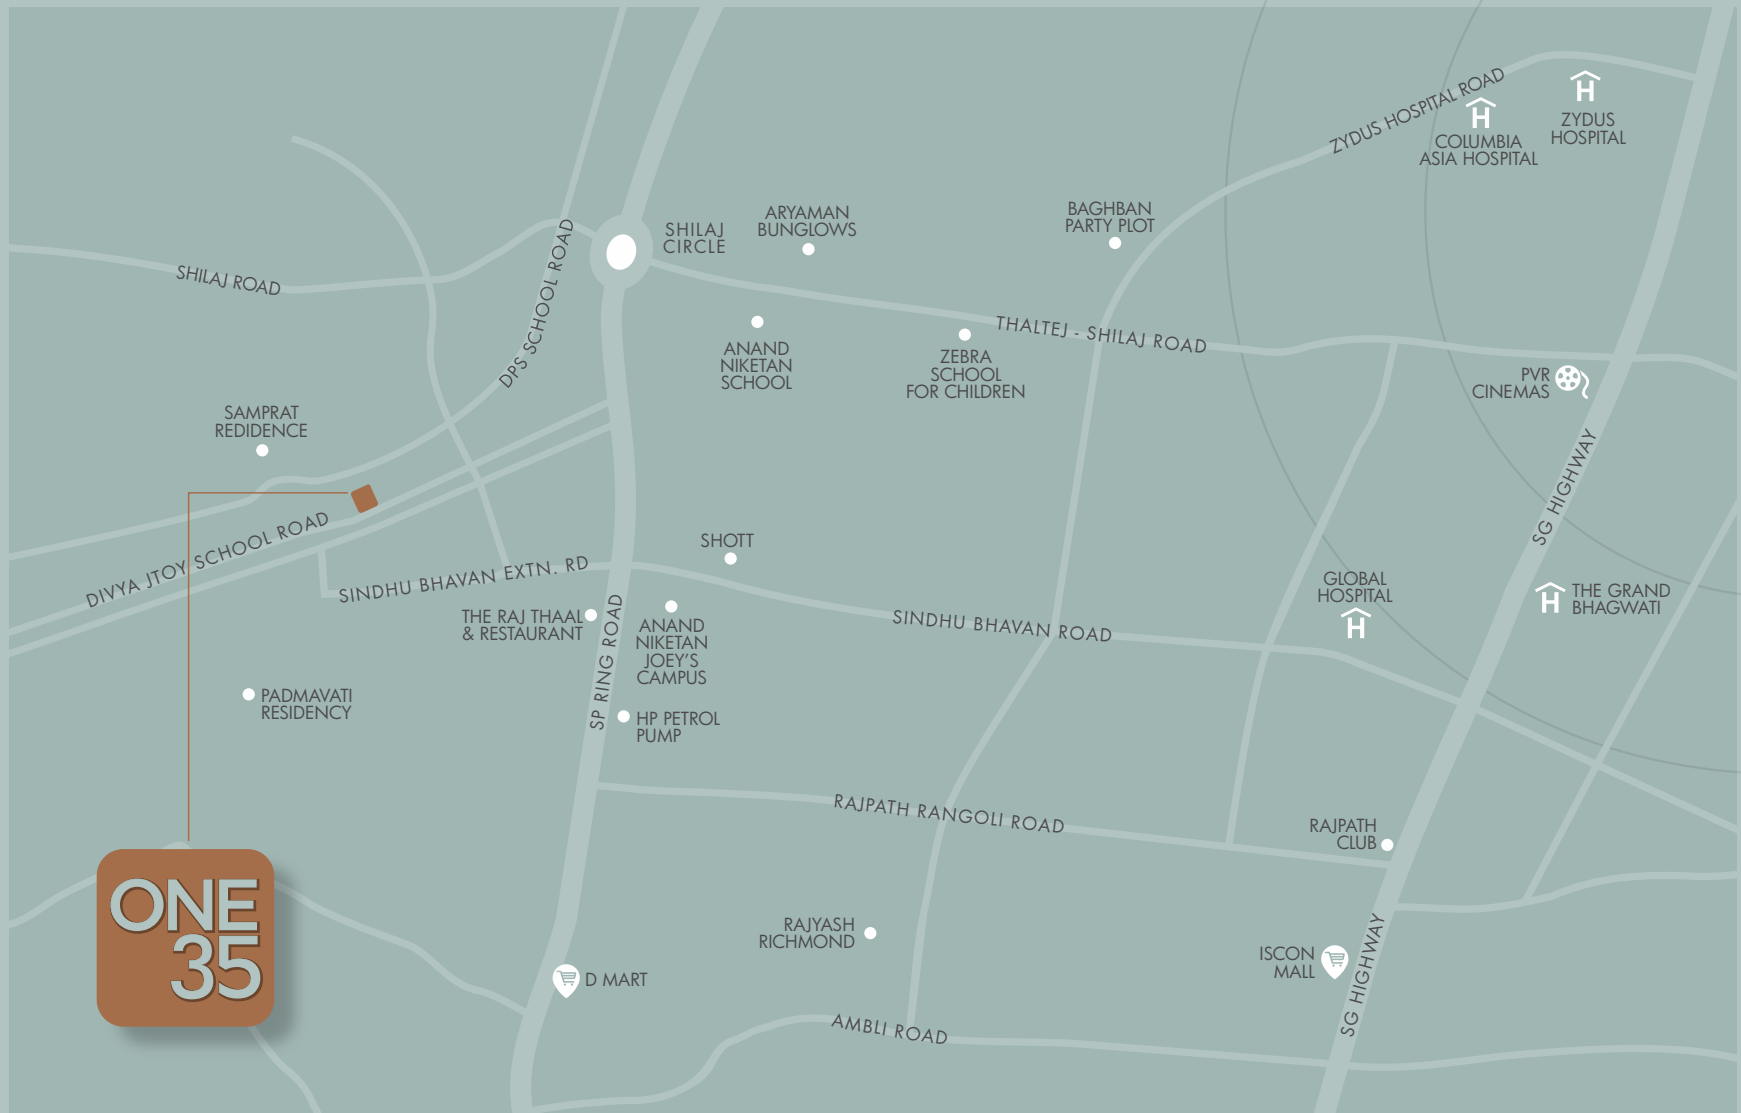 ZYDUS HOSPITAL ROAD
ZYDUS
HOSPITAL
COLUMBIA
ASIA HOSPITAL
SHILAJ
CIRCLE
ARYAMAN
BUNGLOWS
BAGHBAN
PARTY PLOT
SHILAJ ROAD
DPS SCHOOL ROAD
ANAND
NIKETAN
SCHOOL
ZEBRA
SCHOOL
FOR CHILDREN
THALTEJ - SHILAJ ROAD
PVR
CINEMAS
SAMPRAT
REDIDENCE
SG HIGHWAY
DIVYA JTOY SCHOOL ROAD
SHOTT
SINDHU BHAVAN EXTN. RD
THE RAJ THAAL
& RESTAURANT
SP RING ROAD
ANAND
NIKETAN
JOEY'S
CAMPUS
SINDHU BHAVAN ROAD
GLOBAL
HOSPITAL
THE GRAND
BHAGWATI
PADMAVATI
RESIDENCY
HP PETROL
PUMP
RAJPATH RANGOLI ROAD
RAJPATH
CLUB
ONE
35
RAJYASH
RICHMOND
D MART
ISCON
MALL
SG HIGHWAY
AMBLI ROAD
H
H
H
H